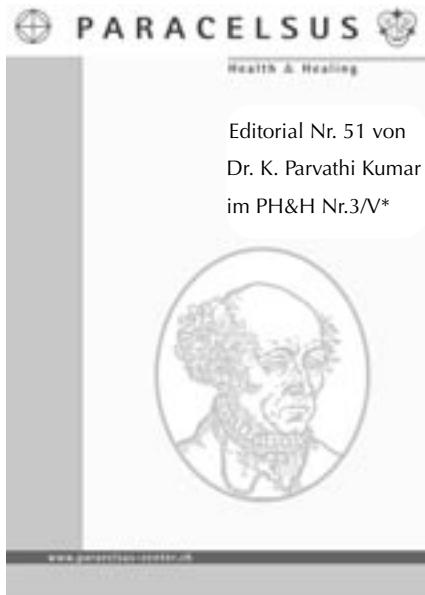 PARACELSUS
Health & Healing
Editorial Nr. 51 von
Dr. K. Parvathi Kumar
im PH&H Nr.3/V*
www.paracelsus-center.ch